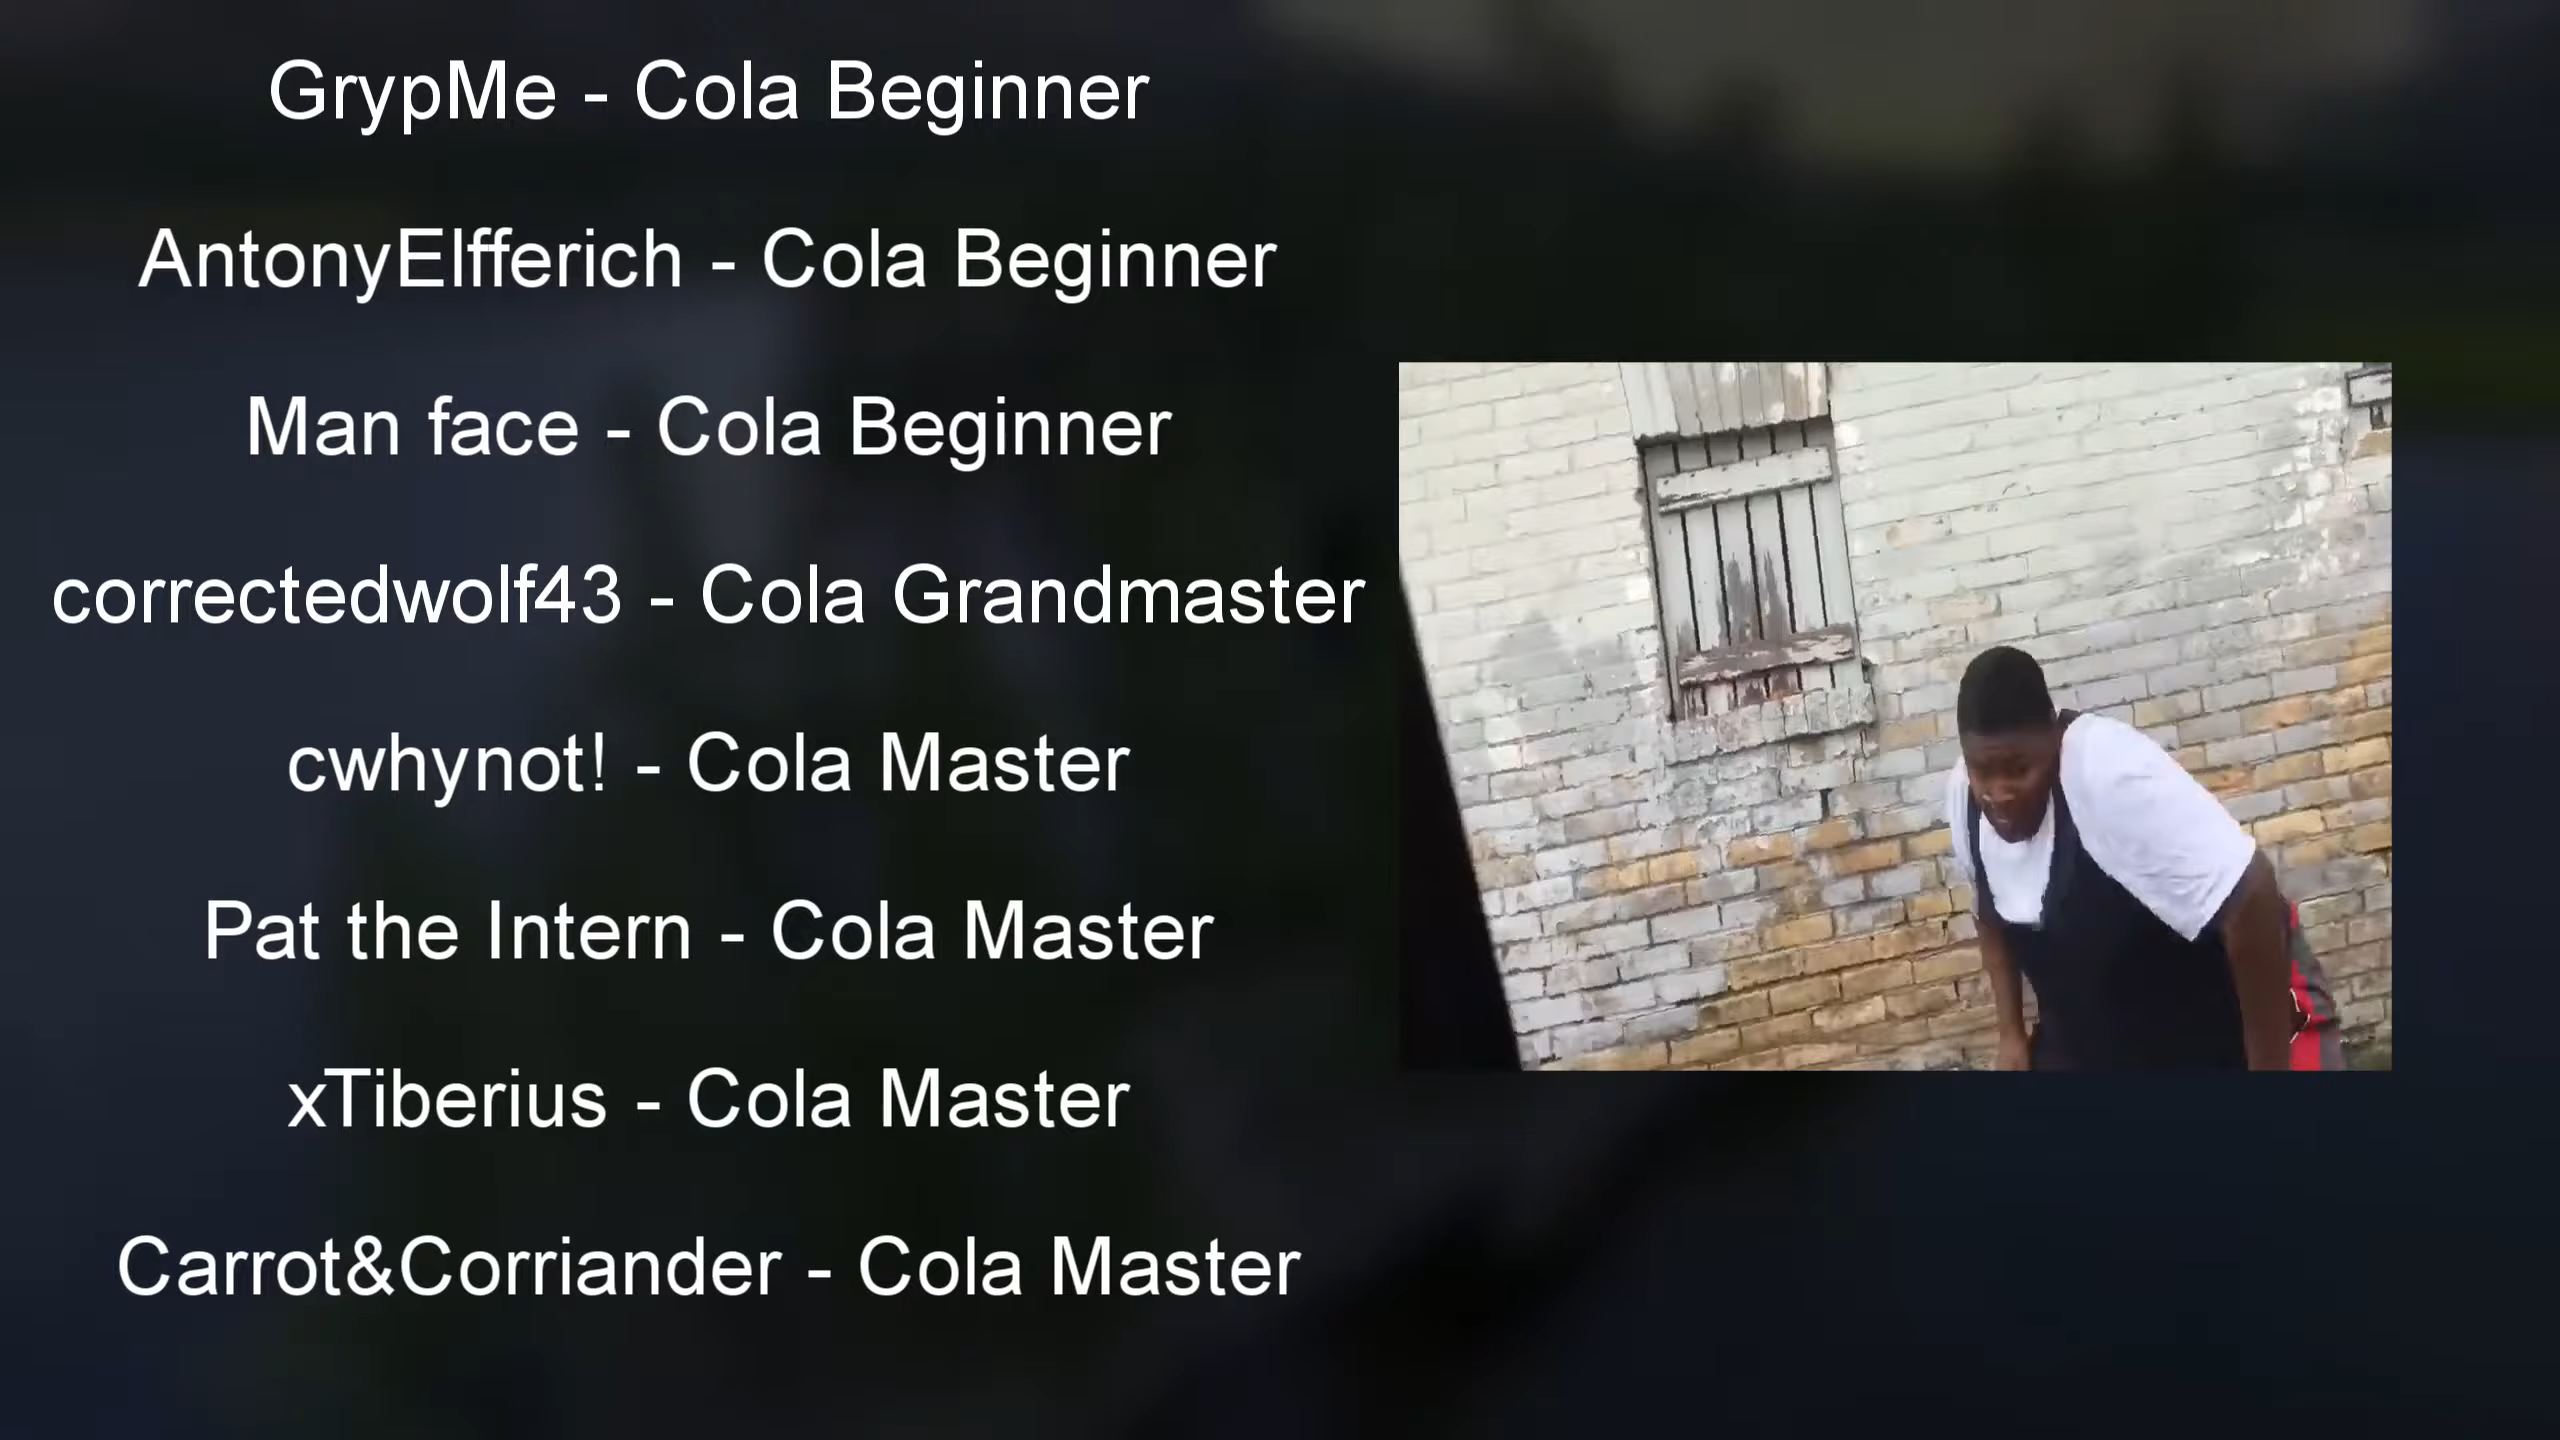 GrypMe - Cola Beginner
AntonyElfferich - Cola Beginner
Man face - Cola Beginner
correctedwolf43 - Cola Grandmaster
cwhynot! - Cola Master
Pat the Intern - Cola Master
xTiberius - Cola Master
Carrot&Corriander - Cola Master